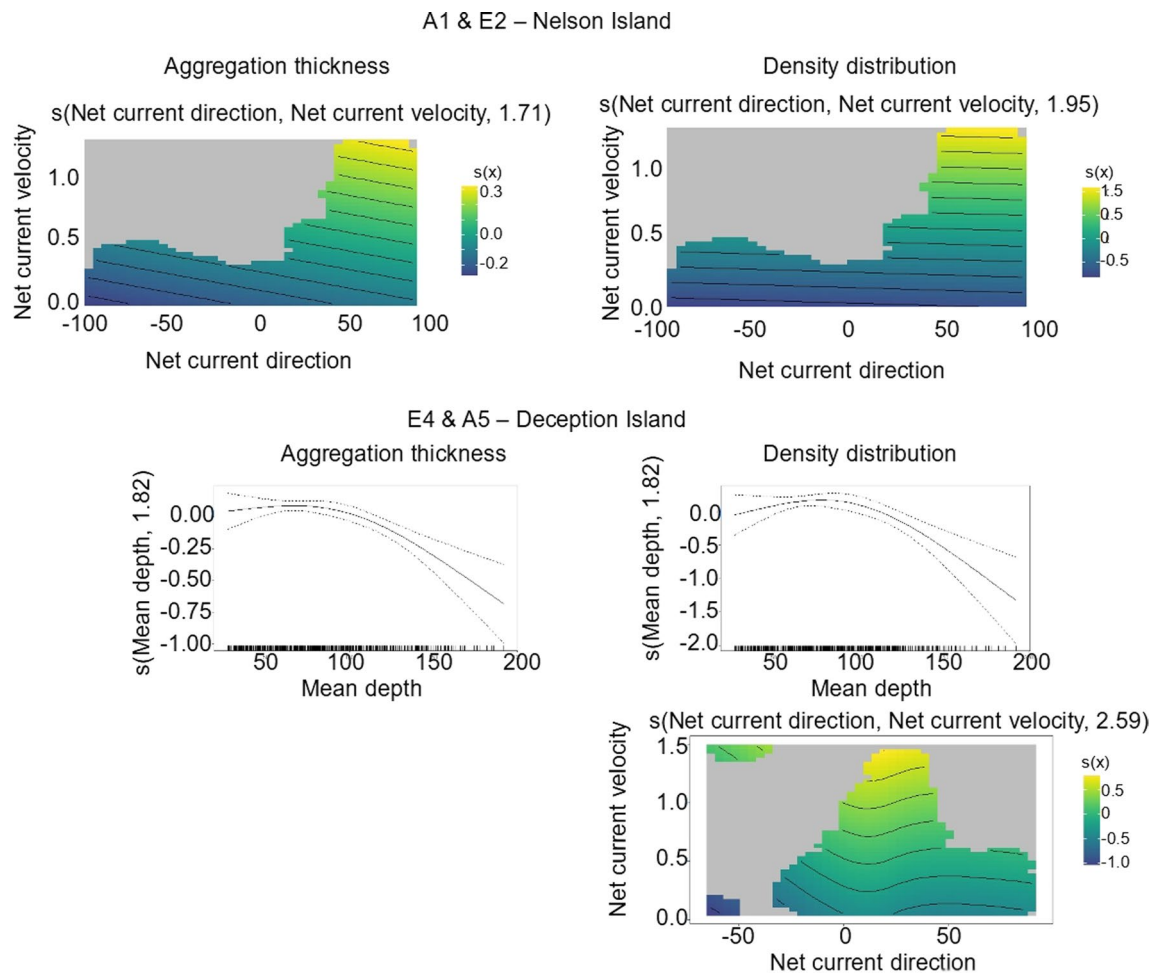 A1 & E2 – Nelson Island
Aggregation thickness
s(Net current direction, Net current velocity, 1.71)
Net current velocity
1.0
0.5
0.0
-100 -50 0 50 100
Net current direction
s(x)
0.3
0.0
-0.2
Density distribution
s(Net current direction, Net current velocity, 1.95)
Net current velocity
1.0
0.5
0.0
-100 -50 0 50 100
Net current direction
s(x)
1.5
0.5
-0.5
E4 & A5 – Deception Island
Aggregation thickness
s(Mean depth, 1.82)
0.00
-0.25
-0.50
-0.75
-1.00
50 100 150 200
Mean depth
Density distribution
s(Mean depth, 1.82)
0.0
-0.5
-1.0
-1.5
-2.0
50 100 150 200
Mean depth
s(Net current direction, Net current velocity, 2.59)
Net current velocity
1.5
1.0
0.5
0.0
-50 0 50
Net current direction
s(x)
0.5
-0.5
-1.0